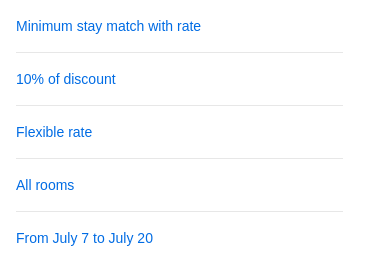 Minimum stay match with rate
10% of discount
Flexible rate
All rooms
From July 7 to July 20